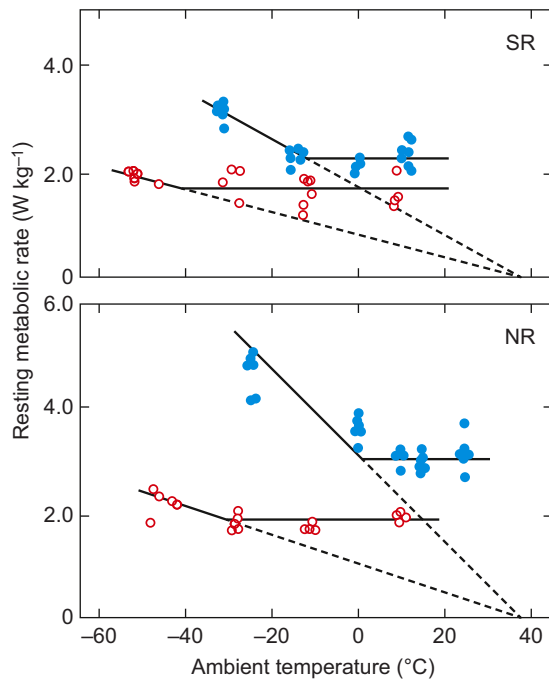 SR
4.0
2.0
0
Resting metabolic rate (W kg⁻¹)
6.0
NR
4.0
2.0
0
−60 −40 −20 0 20 40
Ambient temperature (°C)